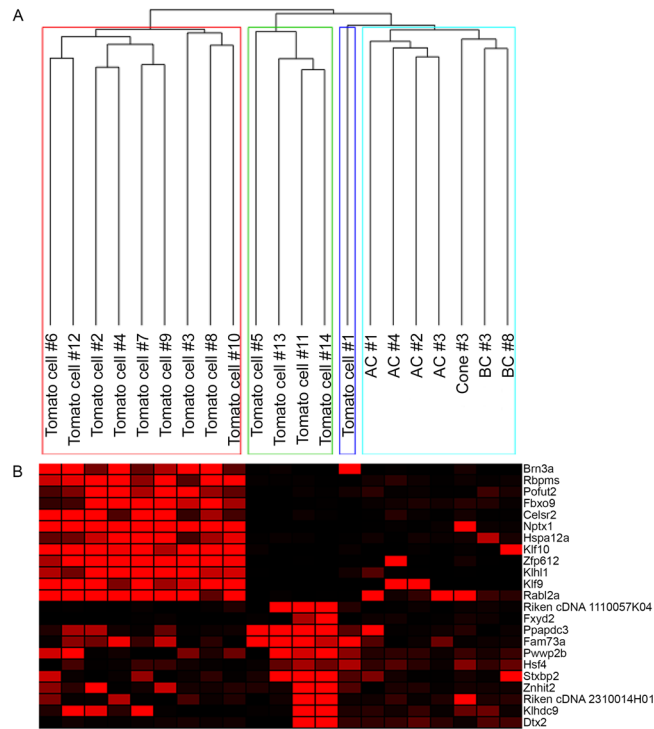 A
Tomato cell #6
Tomato cell #12
Tomato cell #2
Tomato cell #4
Tomato cell #7
Tomato cell #9
Tomato cell #3
Tomato cell #8
Tomato cell #10
Tomato cell #5
Tomato cell #13
Tomato cell #11
Tomato cell #14
Tomato cell #1
AC #1
AC #4
AC #2
AC #3
Cone #3
BC #3
BC #8
B
Brn3a
Rbpms
Pofut2
Fbxo9
Celsr2
Nptx1
Hspa12a
Klf10
Zfp612
Klhl1
Klf9
Rabl2a
Riken cDNA 1110057K04
Fxyd2
Ppapdc3
Fam73a
Pwwp2b
Hsf4
Stxbp2
Znhit2
Riken cDNA 2310014H01
Klhdc9
Dtx2